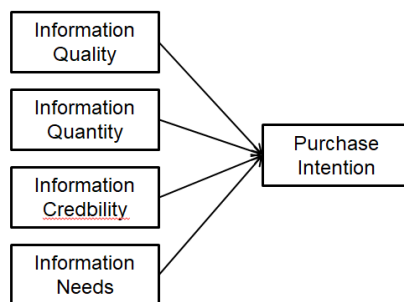 Information
Quality
Information
Quantity
Purchase
Intention
Information
Credbility
Information
Needs